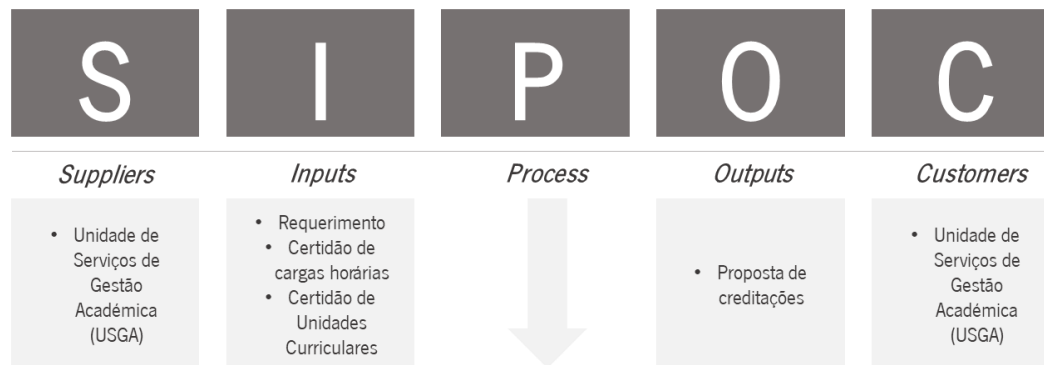 S I P O C
Suppliers Inputs Process Outputs Customers
• Unidade de
Serviços de
Gestão
Académica
(USGA)
• Requerimento
• Certidão de
cargas horárias
• Certidão de
Unidades
Curriculares
• Proposta de
creditações
• Unidade de
Serviços de
Gestão
Académica
(USGA)